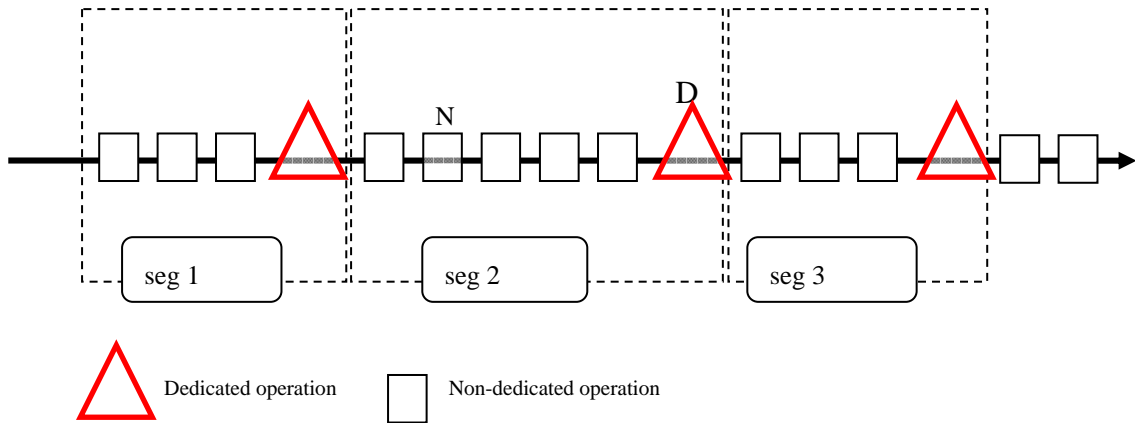 D
N
seg 1
seg 2
seg 3
Dedicated operation
Non-dedicated operation